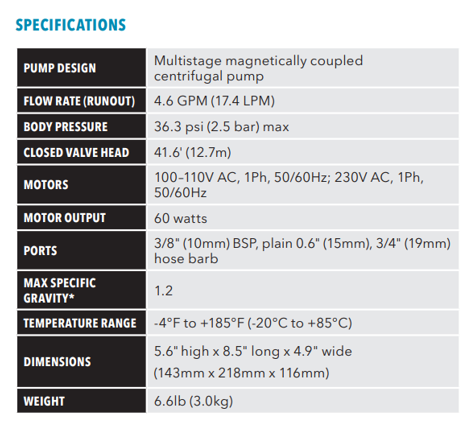 SPECIFICATIONS
PUMP DESIGN
Multistage magnetically coupled
centrifugal pump
FLOW RATE (RUNOUT)
4.6 GPM (17.4 LPM)
BODY PRESSURE
36.3 psi (2.5 bar) max
CLOSED VALVE HEAD
41.6' (12.7m)
MOTORS
100–110V AC, 1Ph, 50/60Hz; 230V AC, 1Ph,
50/60Hz
MOTOR OUTPUT
60 watts
PORTS
3/8" (10mm) BSP, plain 0.6" (15mm), 3/4" (19mm)
hose barb
MAX SPECIFIC
GRAVITY*
1.2
TEMPERATURE RANGE
-4°F to +185°F (-20°C to +85°C)
DIMENSIONS
5.6" high x 8.5" long x 4.9" wide
(143mm x 218mm x 116mm)
WEIGHT
6.6lb (3.0kg)